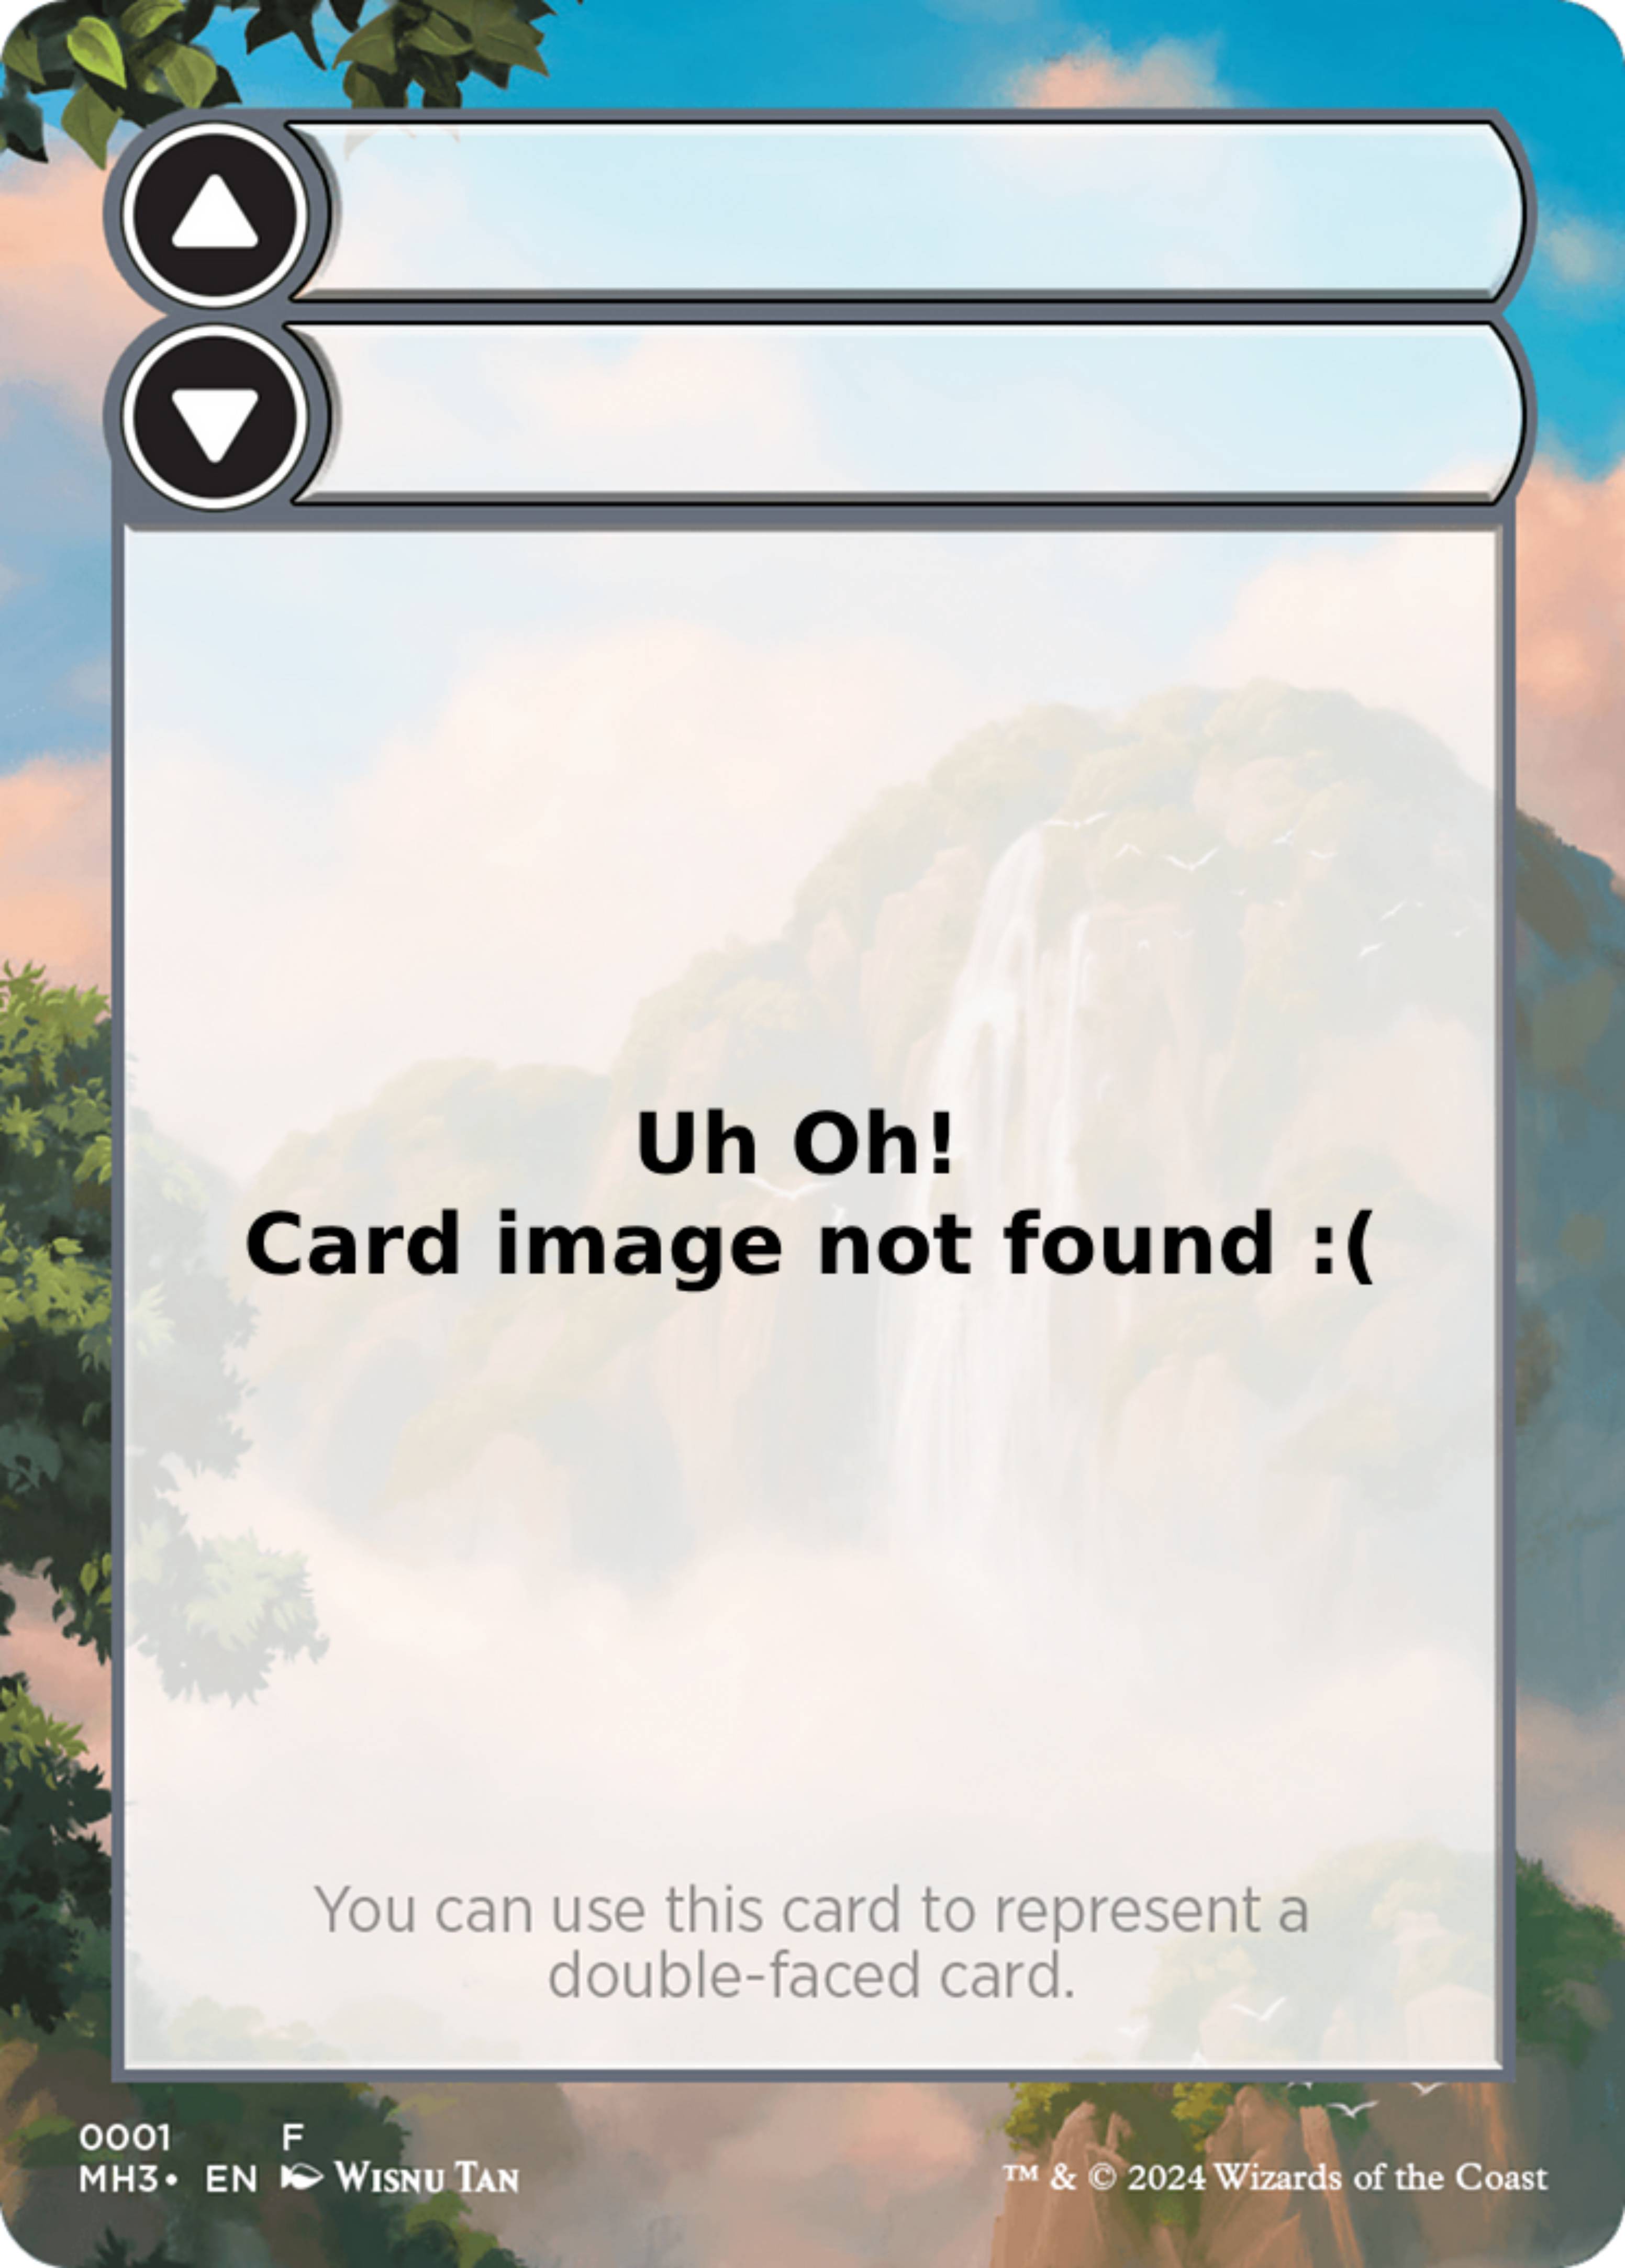 Uh Oh!
Card image not found :(
You can use this card to represent a
double-faced card.
0001 F
MH3• EN WISNU TAN
™ & © 2024 Wizards of the Coast